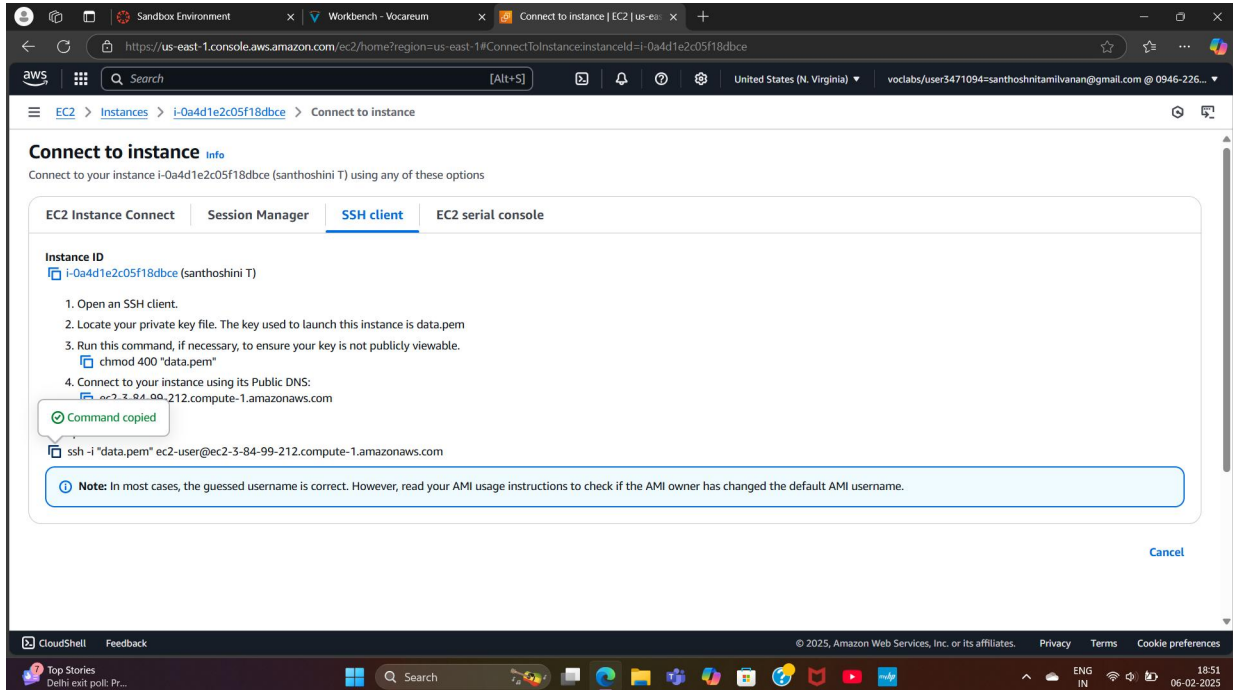 Sandbox Environment
Workbench - Vocareum
Connect to instance | EC2 | us-eas
https://us-east-1.console.aws.amazon.com/ec2/home?region=us-east-1#ConnectToInstance:instanceId=i-0a4d1e2c05f18dbce
aws
Search [Alt+S]
United States (N. Virginia) ▼
voclabs/user3471094=santhoshnitamilvanan@gmail.com @ 0946-226... ▼
EC2 > Instances > i-0a4d1e2c05f18dbce > Connect to instance
Connect to instance Info
Connect to your instance i-0a4d1e2c05f18dbce (santhoshini T) using any of these options
EC2 Instance Connect
Session Manager
SSH client
EC2 serial console
Instance ID
i-0a4d1e2c05f18dbce (santhoshini T)
1. Open an SSH client.
2. Locate your private key file. The key used to launch this instance is data.pem
3. Run this command, if necessary, to ensure your key is not publicly viewable.
chmod 400 "data.pem"
4. Connect to your instance using its Public DNS:
ec2-3-84-99-212.compute-1.amazonaws.com
Command copied
ssh -i "data.pem" ec2-user@ec2-3-84-99-212.compute-1.amazonaws.com
Note: In most cases, the guessed username is correct. However, read your AMI usage instructions to check if the AMI owner has changed the default AMI username.
Cancel
CloudShell Feedback
© 2025, Amazon Web Services, Inc. or its affiliates. Privacy Terms Cookie preferences
7
Top Stories
Delhi exit poll: Pr...
Search
myhp
ENG
IN
18:51
06-02-2025